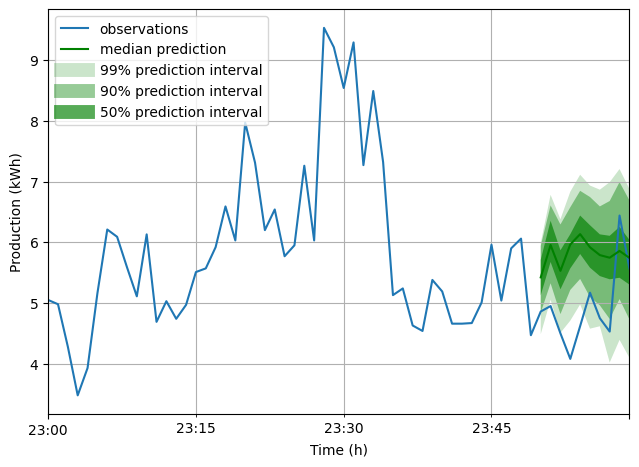 observations
median prediction
99% prediction interval
90% prediction interval
50% prediction interval
9
8
7
6
5
4
Production (kWh)
23:00
23:15
23:30
23:45
Time (h)